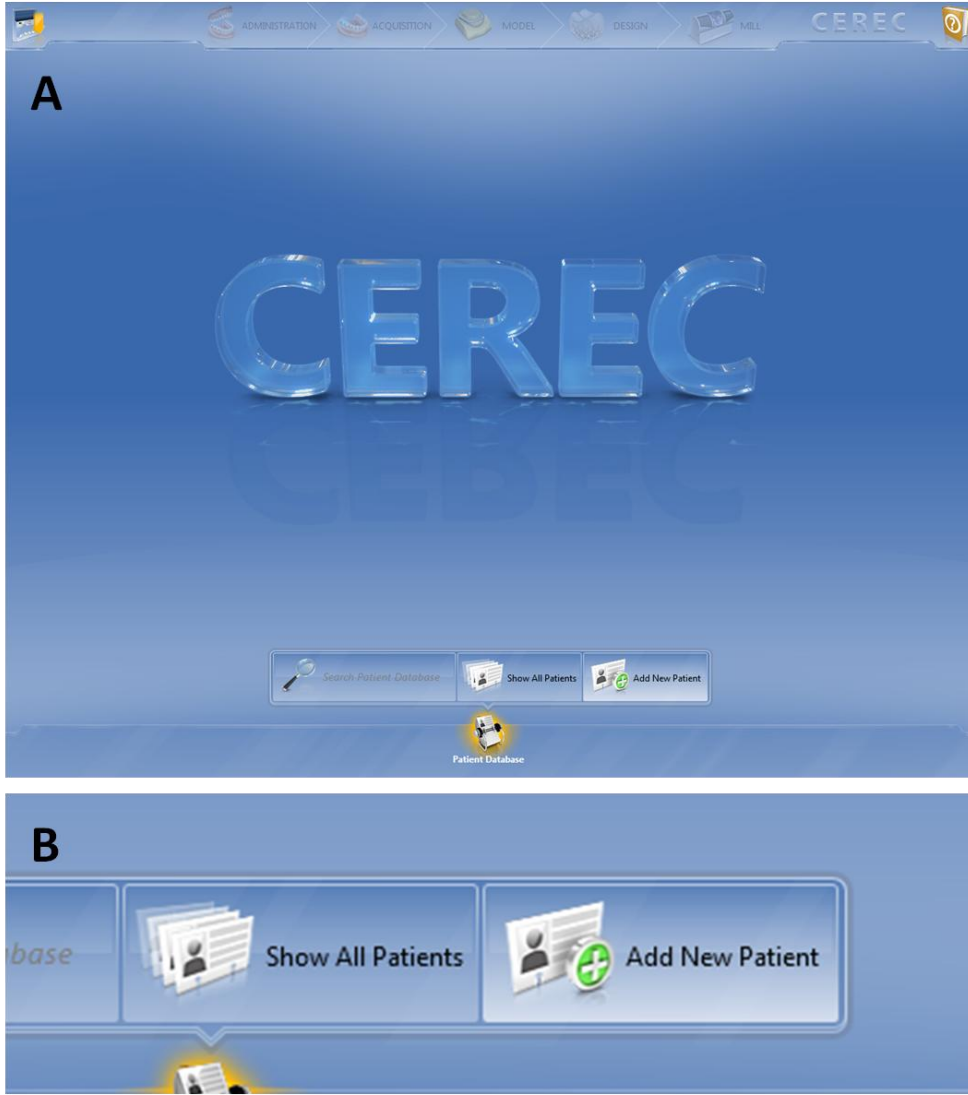 ADMINISTRATION ACQUISITION MODEL DESIGN MILL CEREC
A
CEREC
Search Patient Database Show All Patients Add New Patient
Patient Database
B
abase Show All Patients Add New Patient